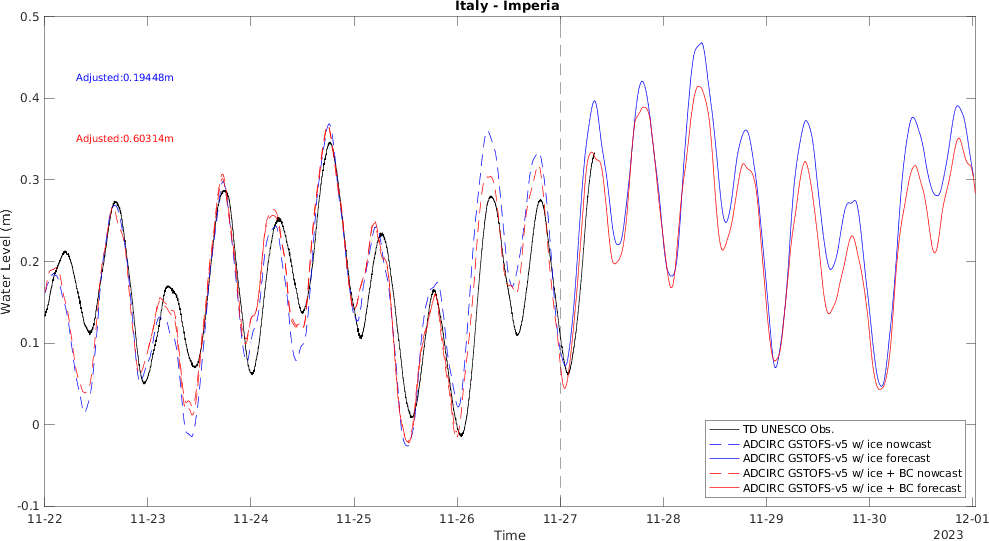 Italy - Imperia
0.5
0.4
0.3
0.2
0.1
0
-0.1
Water Level (m)
Adjusted:0.19448m
Adjusted:0.60314m
TD UNESCO Obs.
ADCIRC GSTOFS-v5 w/ ice nowcast
ADCIRC GSTOFS-v5 w/ ice forecast
ADCIRC GSTOFS-v5 w/ ice + BC nowcast
ADCIRC GSTOFS-v5 w/ ice + BC forecast
11-22 11-23 11-24 11-25 11-26 11-27 11-28 11-29 11-30 12-01
Time
2023